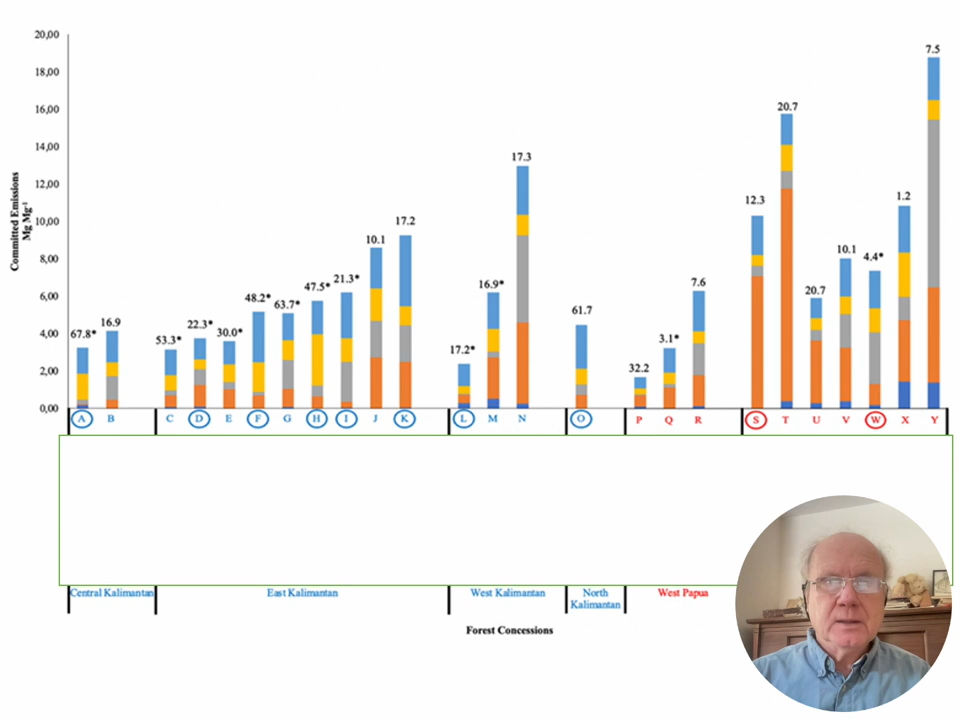 20,00
18,00
16,00
14,00
12,00
10,00
8,00
6,00
4,00
2,00
0,00
Committed Emissions
Mg Mg-1
67.8* 16.9 53.3* 22.3* 30.0* 48.2* 63.7* 47.5* 21.3* 10.1 17.2 17.2* 16.9* 17.3 61.7 32.2 3.1* 7.6 12.3 20.7 20.7 10.1 4.4* 1.2 7.5
A B C D E F G H I J K L M N O P Q R S T U V W X Y
Central Kalimantan East Kalimantan West Kalimantan North Kalimantan West Papua
Forest Concessions